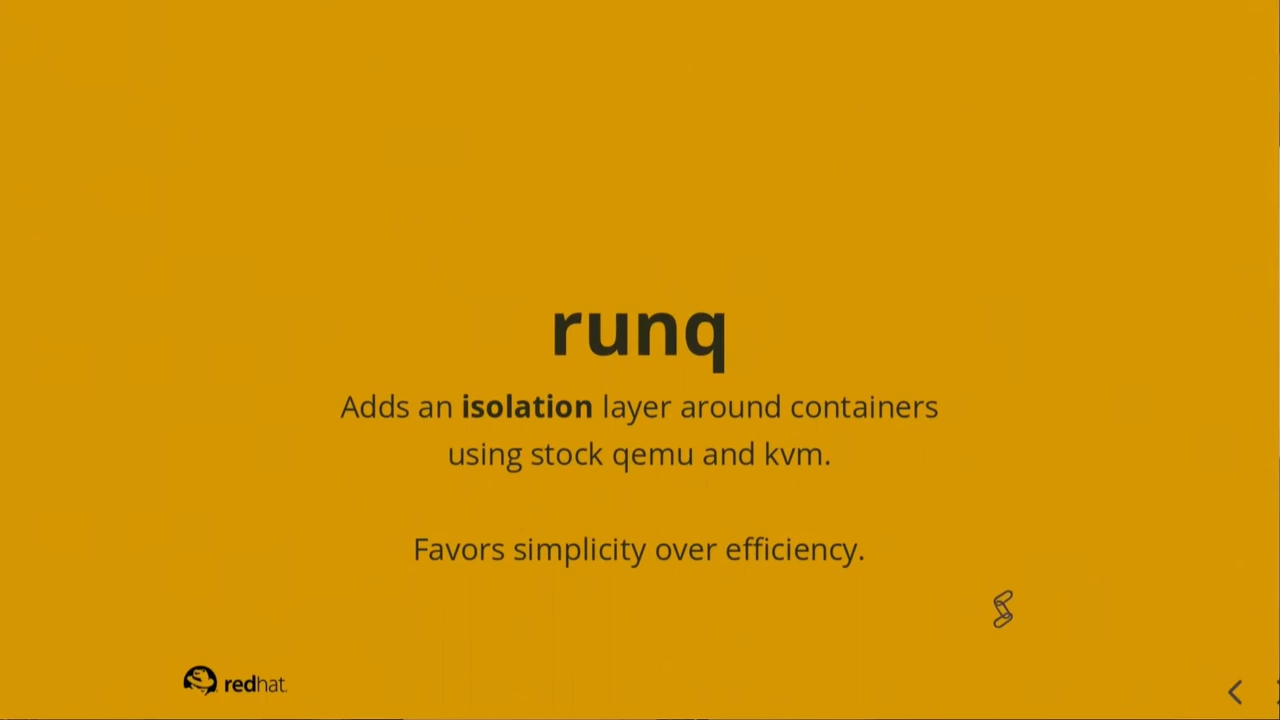 runq
Adds an isolation layer around containers
using stock qemu and kvm.
Favors simplicity over efficiency.
redhat.